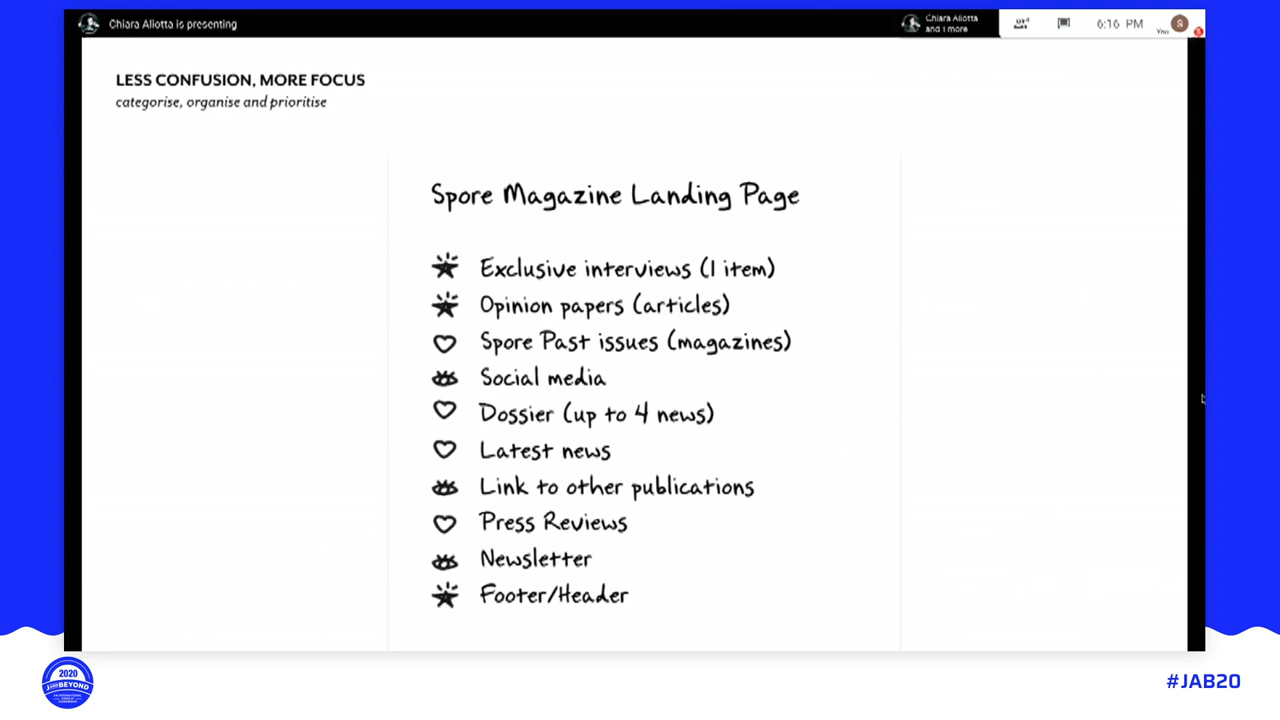 Chiara Aliotta is presenting
Chiara Aliotta
and 1 more
6:16 PM
You
S
LESS CONFUSION, MORE FOCUS
categorise, organise and prioritise
Spore Magazine Landing Page
Exclusive interviews (1 item)
Opinion papers (articles)
Spore Past issues (magazines)
Social media
Dossier (up to 4 news)
Latest news
Link to other publications
Press Reviews
Newsletter
Footer/Header
2020
JANDBEYOND
#JAB20